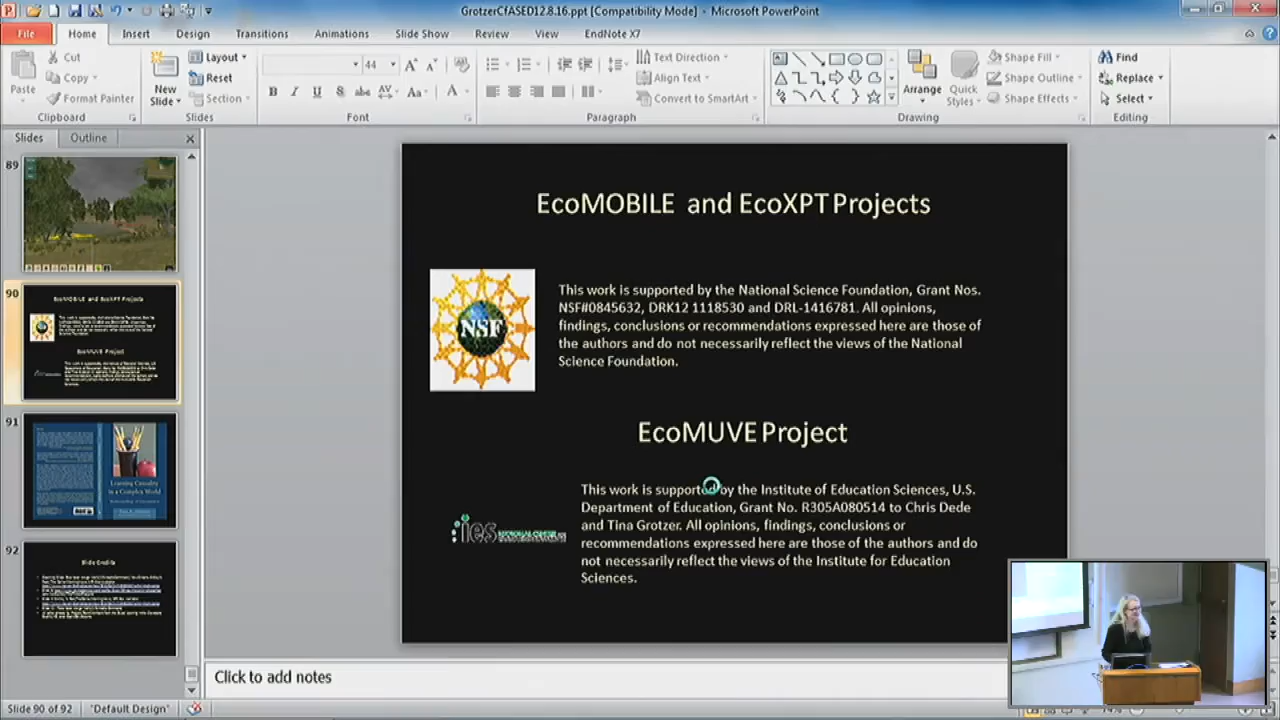 GrotzerCfASED12.8.16.ppt [Compatibility Mode] - Microsoft PowerPoint
File Home Insert Design Transitions Animations Slide Show Review View EndNote X7
Paste
Cut
Copy
Format Painter
Clipboard
New Slide
Layout
Reset
Section
Slides
44
B I U S abc AV Aa A
Font
Text Direction
Align Text
Convert to SmartArt
Paragraph
Arrange
Quick Styles
Shape Fill
Shape Outline
Shape Effects
Drawing
Find
Replace
Select
Editing
Slides Outline
89
90
EcoMOBILE and EcoXPT Projects
EcoMUVE Project
91
Learning Causality
in a Complex World
92
Slide Credits
EcoMOBILE and EcoXPT Projects
NSF
This work is supported by the National Science Foundation, Grant Nos.
NSF#0845632, DRK12 1118530 and DRL-1416781. All opinions,
findings, conclusions or recommendations expressed here are those of
the authors and do not necessarily reflect the views of the National
Science Foundation.
EcoMUVE Project
ies
This work is supported by the Institute of Education Sciences, U.S.
Department of Education, Grant No. R305A080514 to Chris Dede
and Tina Grotzer. All opinions, findings, conclusions or
recommendations expressed here are those of the authors and do
not necessarily reflect the views of the Institute for Education
Sciences.
Click to add notes
Slide 90 of 92 'Default Design'